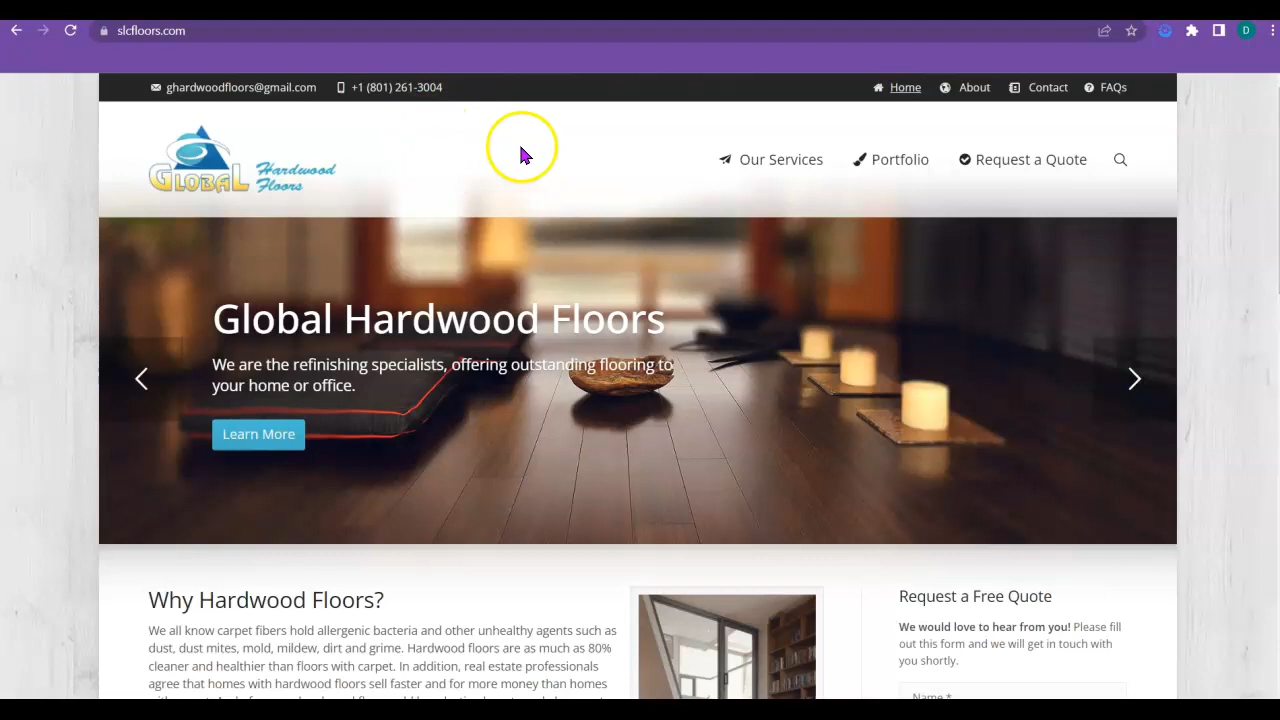 slcfloors.com
D
ghardwoodfloors@gmail.com +1 (801) 261-3004 Home About Contact FAQs
GLOBAL Hardwood Floors
Our Services Portfolio Request a Quote
Global Hardwood Floors
We are the refinishing specialists, offering outstanding flooring to
your home or office.
Learn More
Why Hardwood Floors?
We all know carpet fibers hold allergenic bacteria and other unhealthy agents such as
dust, dust mites, mold, mildew, dirt and grime. Hardwood floors are as much as 80%
cleaner and healthier than floors with carpet. In addition, real estate professionals
agree that homes with hardwood floors sell faster and for more money than homes
Request a Free Quote
We would love to hear from you! Please fill
out this form and we will get in touch with
you shortly.
Name *